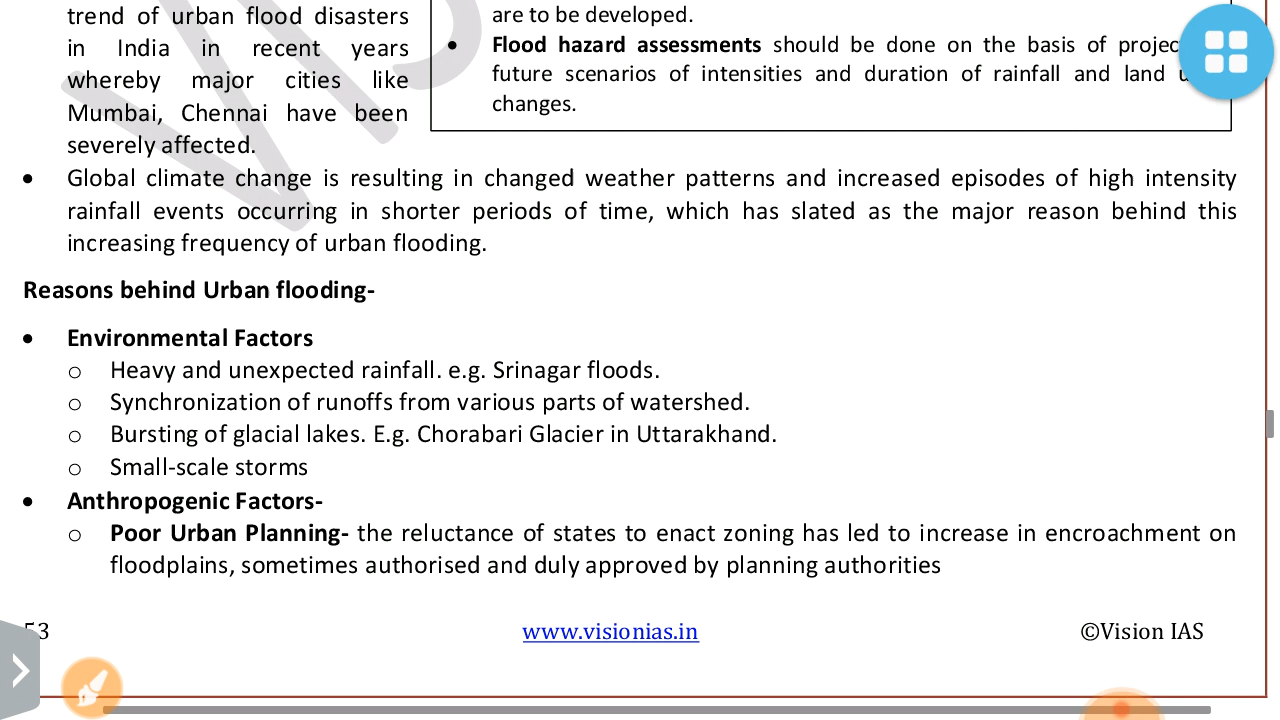 trend of urban flood disasters
in India in recent years
whereby major cities like
Mumbai, Chennai have been
severely affected.
are to be developed.
• Flood hazard assessments should be done on the basis of
future scenarios of intensities and duration of rainfall and land
changes.
• Global climate change is resulting in changed weather patterns and increased episodes of high intensity
rainfall events occurring in shorter periods of time, which has slated as the major reason behind this
increasing frequency of urban flooding.
Reasons behind Urban flooding-
• Environmental Factors
o Heavy and unexpected rainfall. e.g. Srinagar floods.
o Synchronization of runoffs from various parts of watershed.
o Bursting of glacial lakes. E.g. Chorabari Glacier in Uttarakhand.
o Small-scale storms
• Anthropogenic Factors-
o Poor Urban Planning- the reluctance of states to enact zoning has led to increase in encroachment on
floodplains, sometimes authorised and duly approved by planning authorities
53 www.visionias.in ©Vision IAS